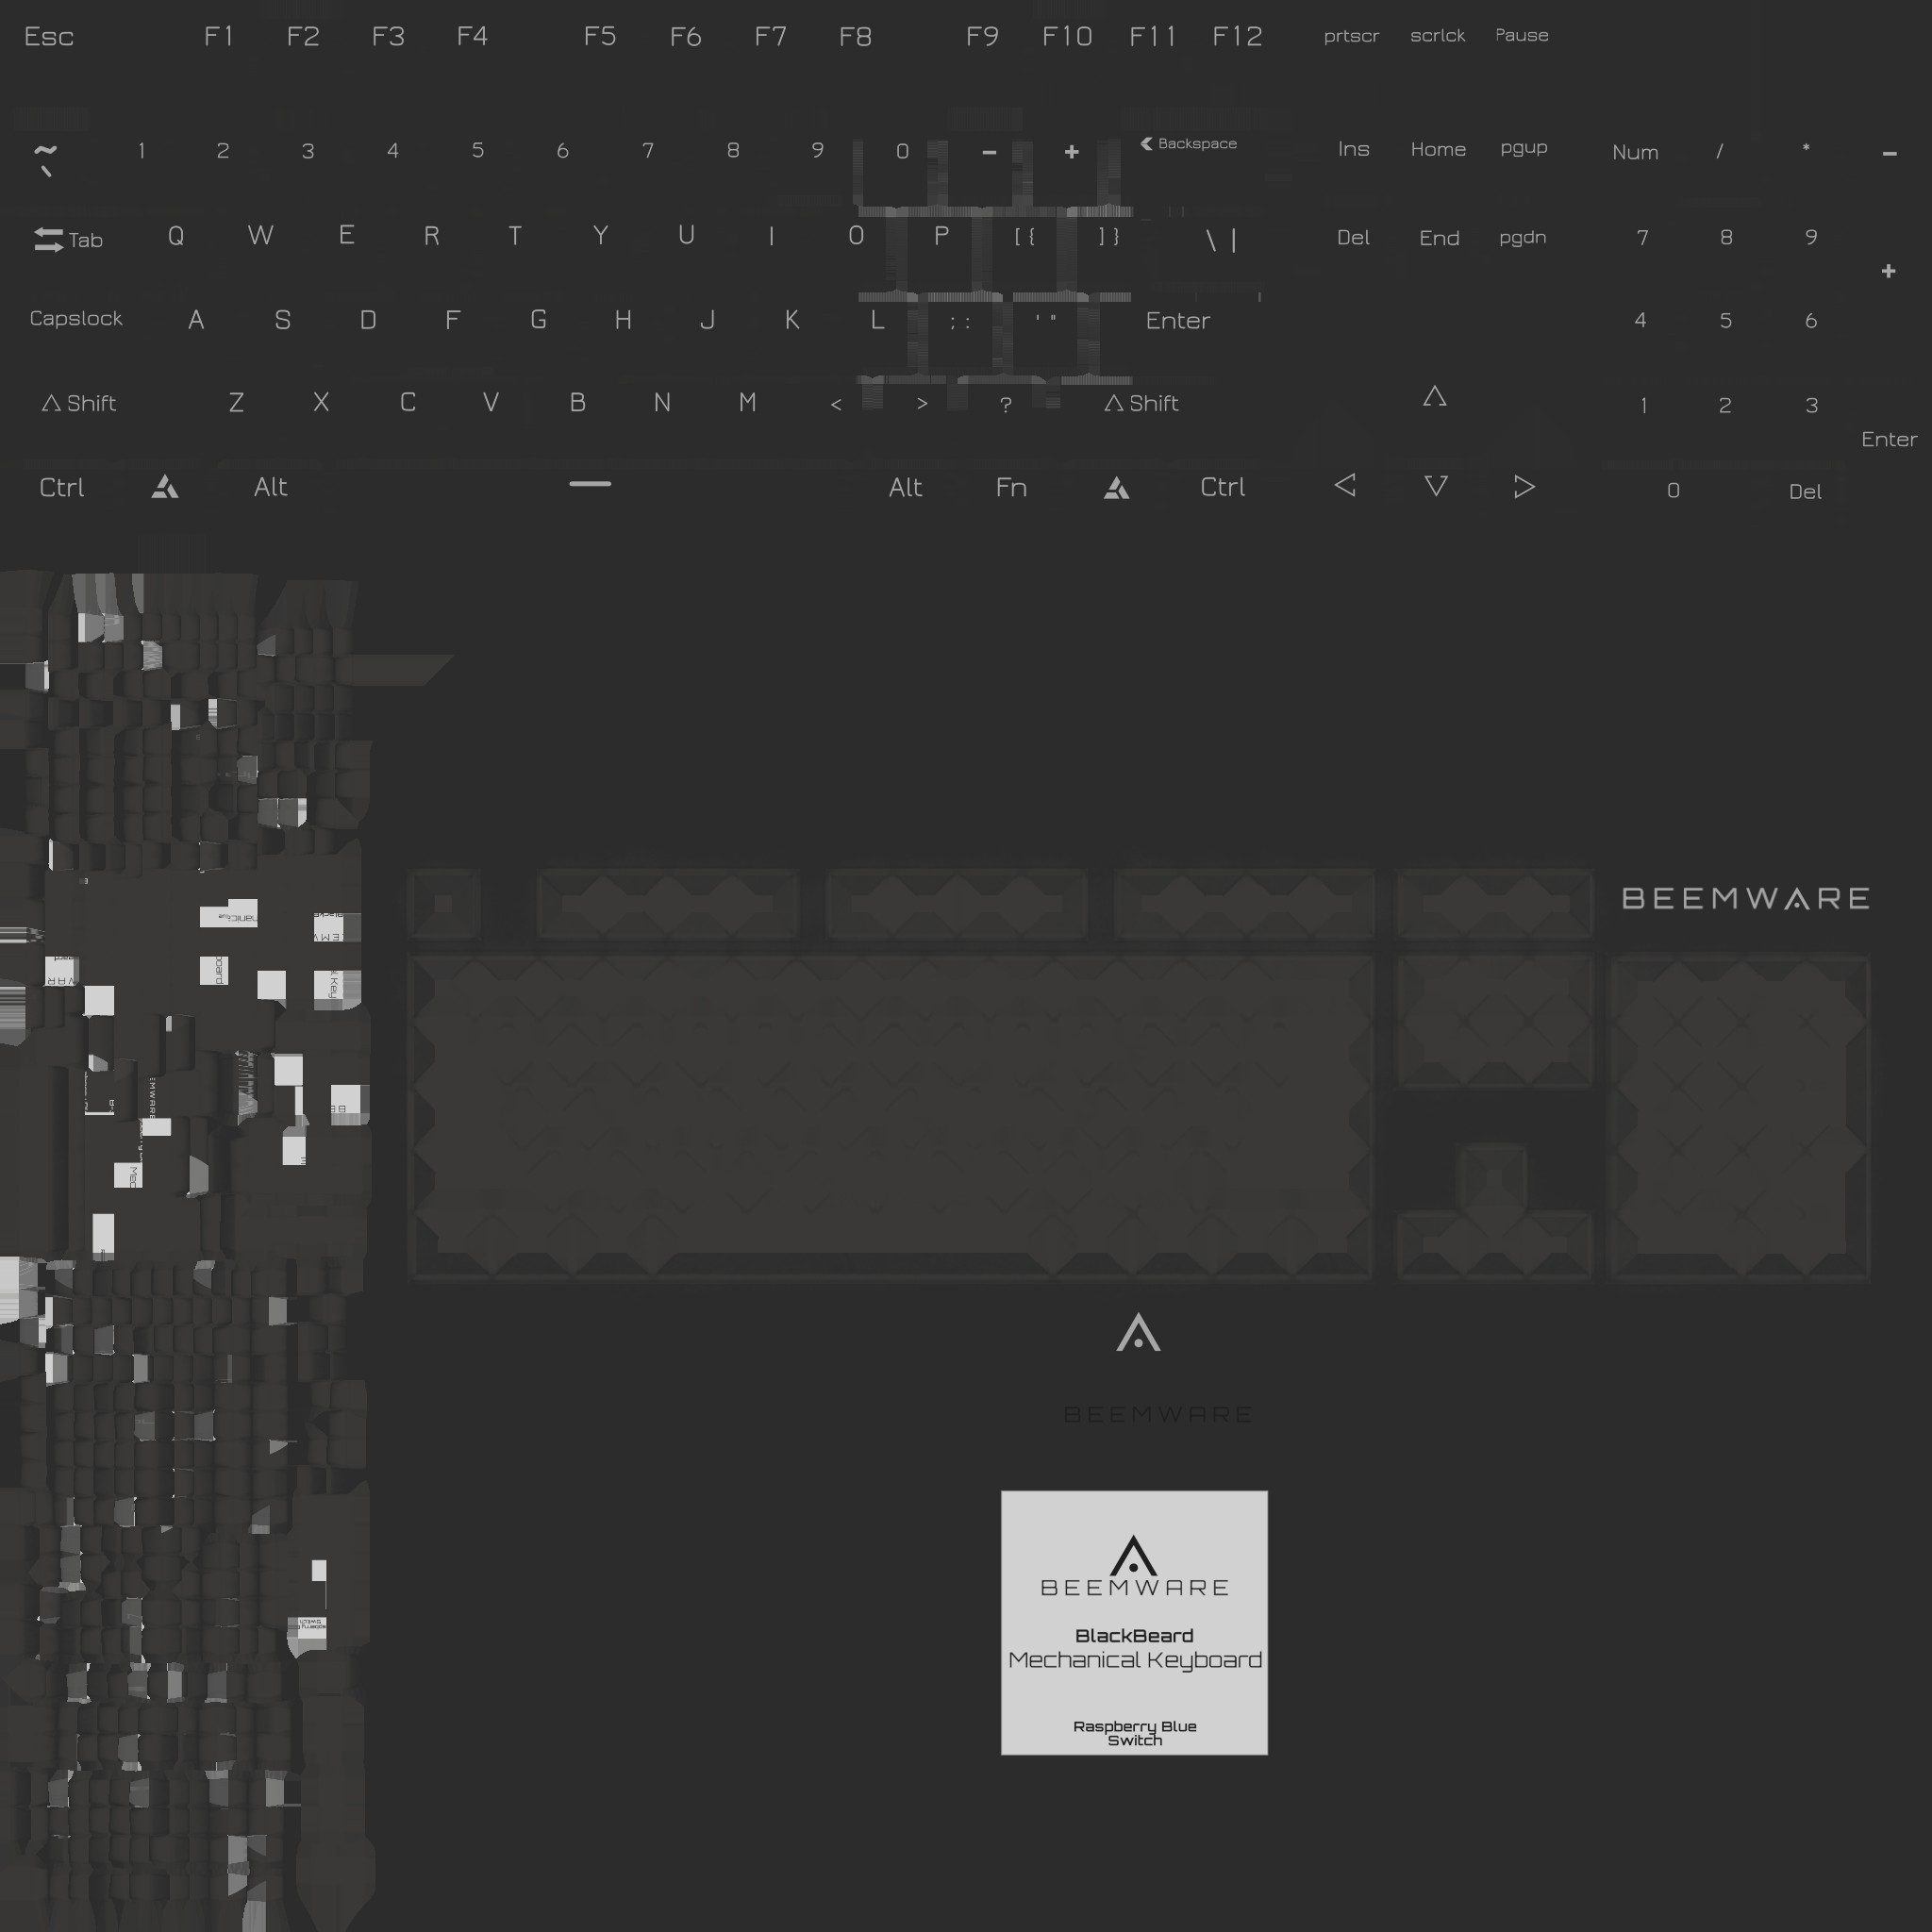 Esc F1 F2 F3 F4 F5 F6 F7 F8 F9 F10 F11 F12 prtscr scrlck Pause
~ 1 2 3 4 5 6 7 8 9 0 - + Backspace Ins Home pgup Num / * -
\
Tab Q W E R T Y U I O P [ { ] } \ | Del End pgdn 7 8 9
+
Capslock A S D F G H J K L ; : ' " Enter 4 5 6
Shift Z X C V B N M < > ? Shift 1 2 3
Enter
Ctrl Alt Alt Fn Ctrl 0 Del
BEEMWARE
BEEMWARE
BEEMWARE
BlackBeard
Mechanical Keyboard
Raspberry Blue
Switch